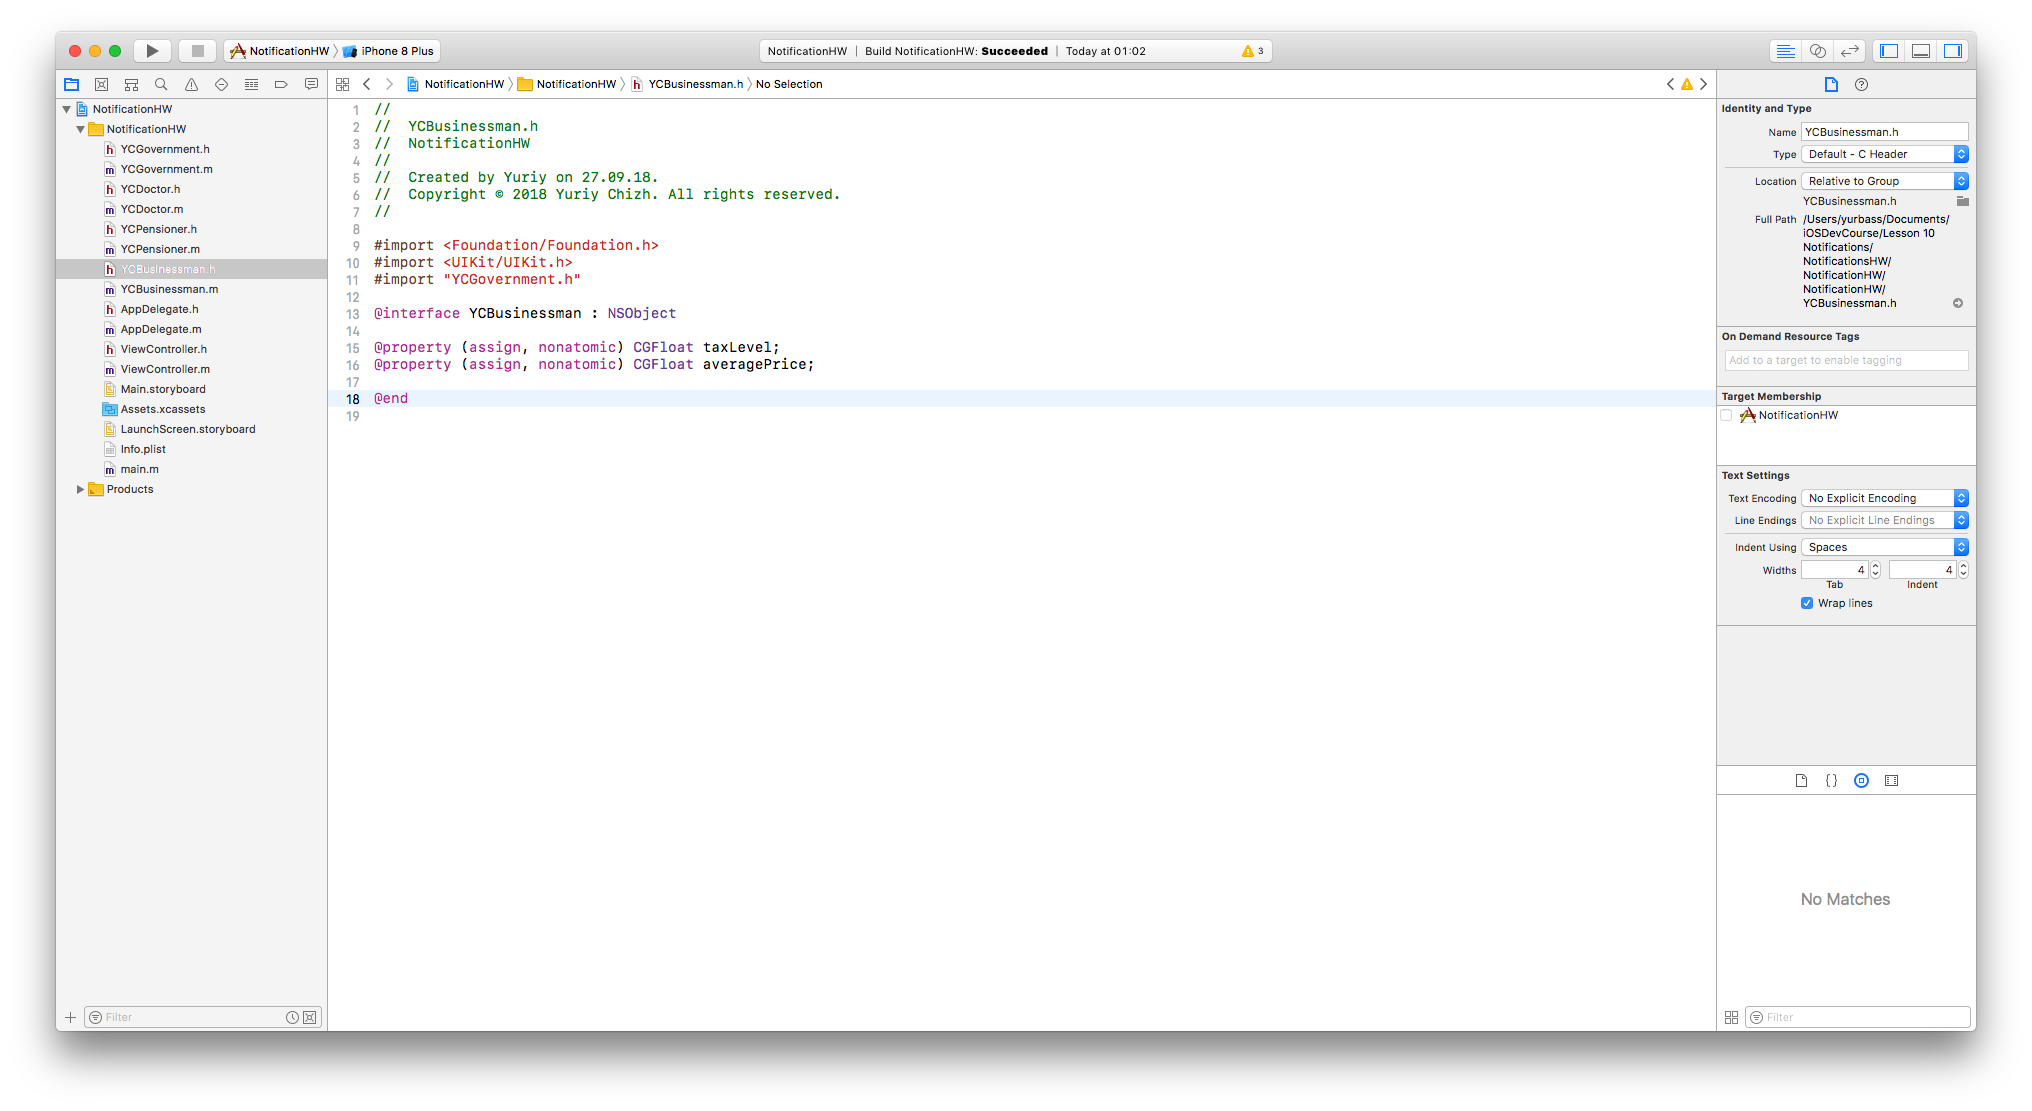 NotificationHW iPhone 8 Plus
NotificationHW | Build NotificationHW: Succeeded | Today at 01:02 3
NotificationHW NotificationHW YCBusinessman.h No Selection
NotificationHW
NotificationHW
YCGovernment.h
YCGovernment.m
YCDoctor.h
YCDoctor.m
YCPensioner.h
YCPensioner.m
YCBusinessman.h
YCBusinessman.m
AppDelegate.h
AppDelegate.m
ViewController.h
ViewController.m
Main.storyboard
Assets.xcassets
LaunchScreen.storyboard
Info.plist
main.m
Products
Filter
1 //
2 // YCBusinessman.h
3 // NotificationHW
4 //
5 // Created by Yuriy on 27.09.18.
6 // Copyright © 2018 Yuriy Chizh. All rights reserved.
7 //
8
9 #import <Foundation/Foundation.h>
10 #import <UIKit/UIKit.h>
11 #import "YCGovernment.h"
12
13 @interface YCBusinessman : NSObject
14
15 @property (assign, nonatomic) CGFloat taxLevel;
16 @property (assign, nonatomic) CGFloat averagePrice;
17
18 @end
19
Identity and Type
Name YCBusinessman.h
Type Default - C Header
Location Relative to Group
YCBusinessman.h
Full Path /Users/yurbass/Documents/
iOSDevCourse/Lesson 10
Notifications/
NotificationsHW/
NotificationHW/
NotificationHW/
YCBusinessman.h
On Demand Resource Tags
Add to a target to enable tagging
Target Membership
NotificationHW
Text Settings
Text Encoding No Explicit Encoding
Line Endings No Explicit Line Endings
Indent Using Spaces
Widths 4 4
Tab Indent
Wrap lines
No Matches
Filter